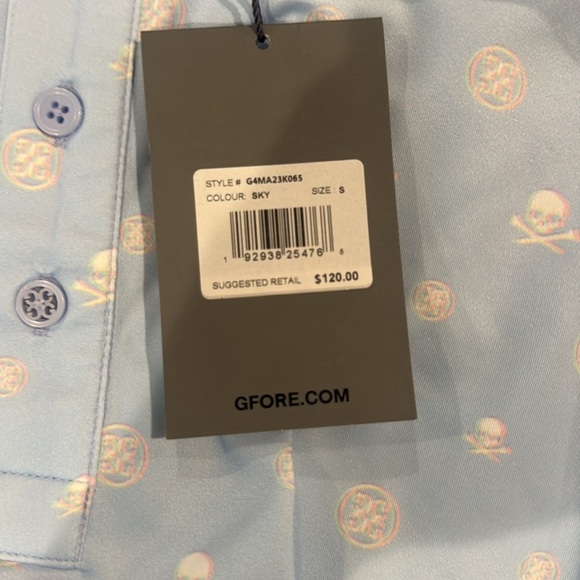 STYLE # G4MA23K065
COLOUR: SKY SIZE: S
1 92938 25476 8
SUGGESTED RETAIL $120.00
GFORE.COM